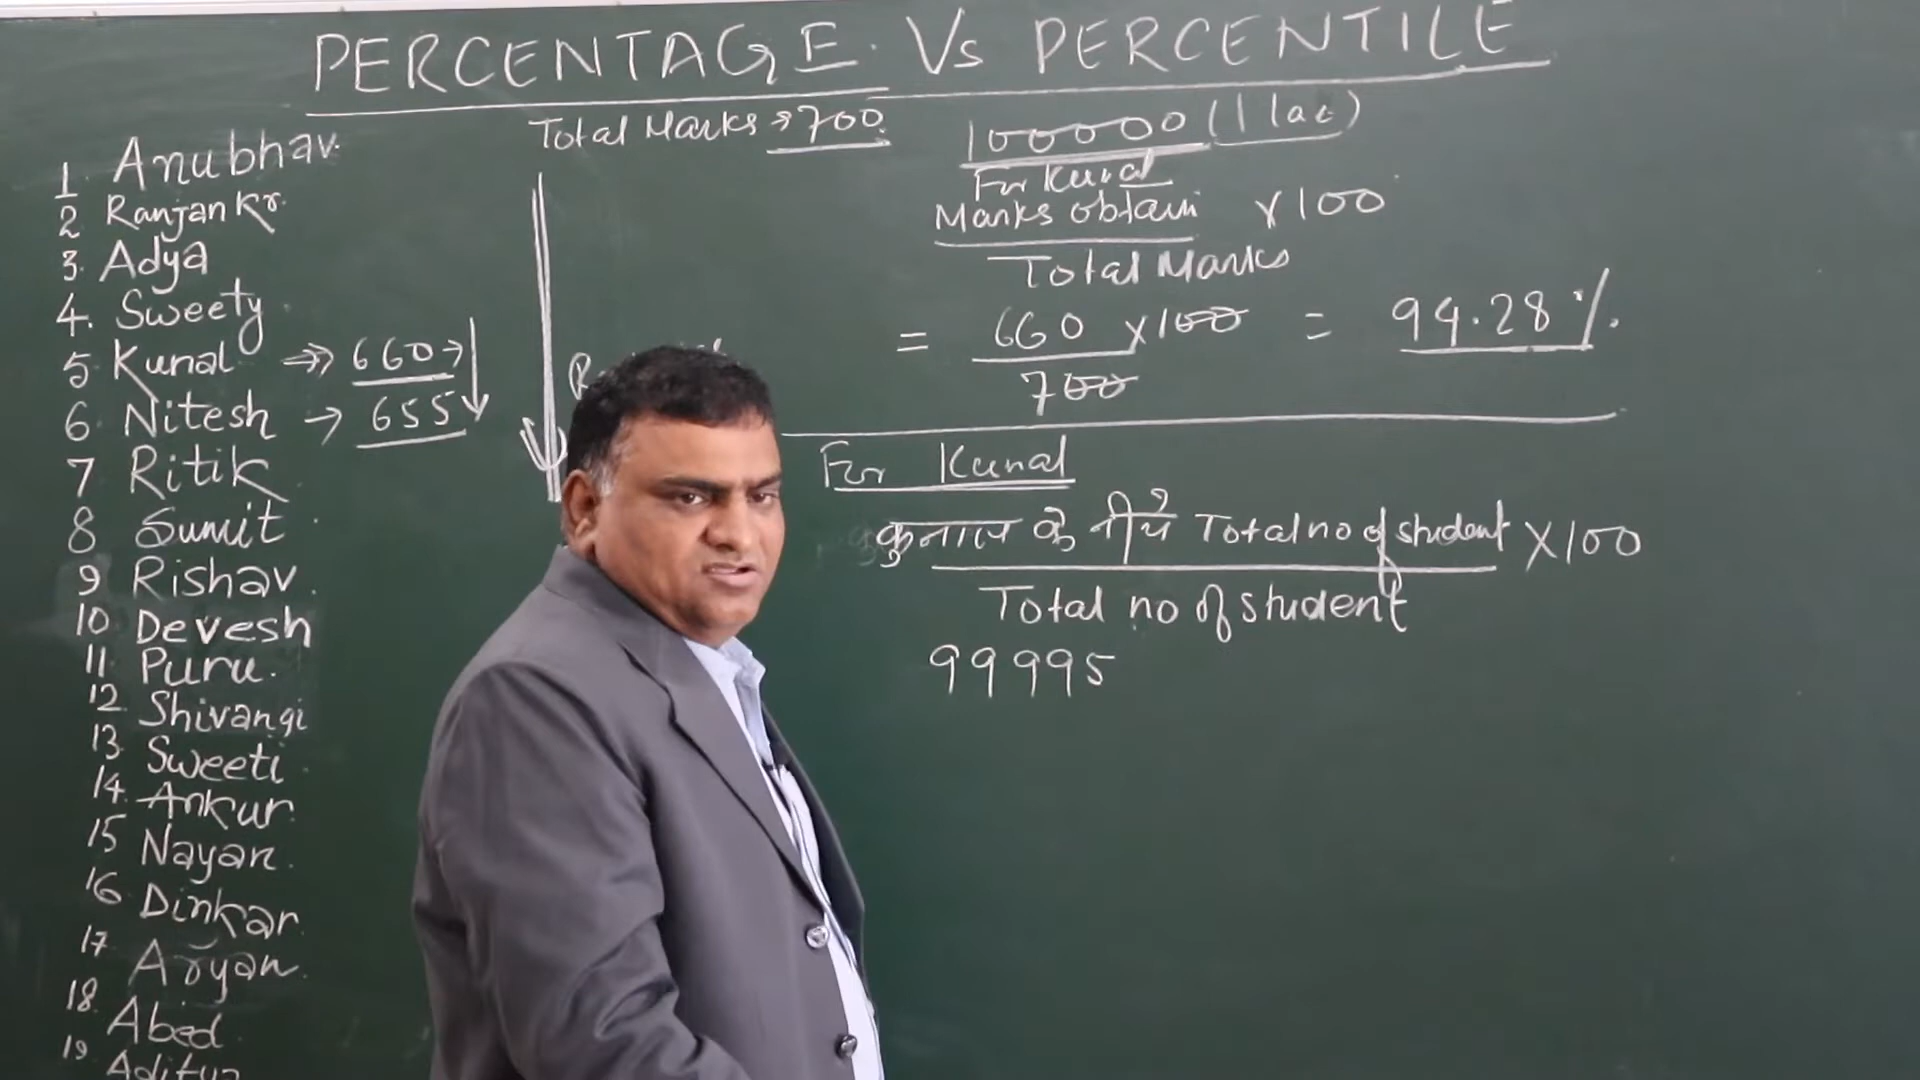 PERCENTAGE Vs PERCENTILE
Total Marks → 700
100000 (1 lac)
1. Anubhav
2 Ranjan Kr.
3. Adya
4. Sweety
5 Kunal ⇒ 660 →
6. Nitesh → 655
7 Ritik
8 Sumit
9 Rishav
10 Devesh
11. Puru
12. Shivangi
13. Sweeti
14. Ankur
15 Nayan
16 Dinkar
17 Aryan
18. Abed
19. Aditya
For Kunal
Marks obtain × 100
Total Marks
= 660 × 100 = 94.28 %
700
For Kunal
कुनाल के नीचे Total no of student × 100
Total no of student
99995